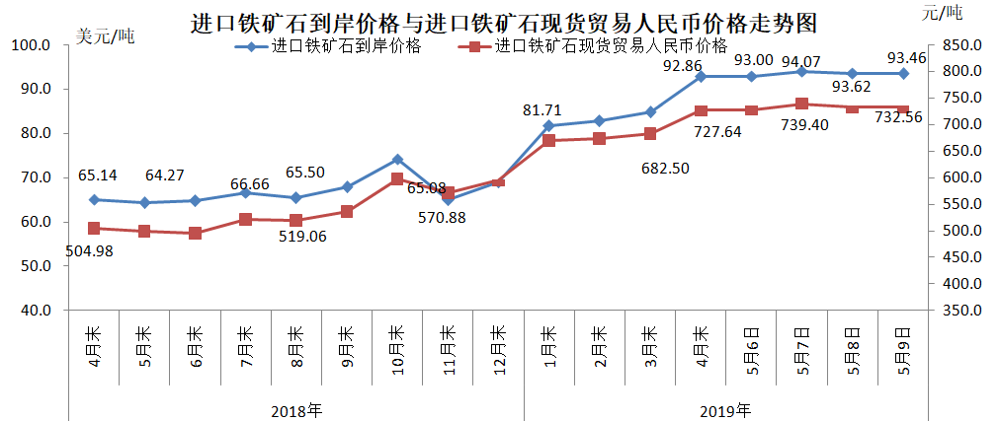 进口铁矿石到岸价格与进口铁矿石现货贸易人民币价格走势图
美元/吨
元/吨
进口铁矿石到岸价格
进口铁矿石现货贸易人民币价格
100.0
90.0
80.0
70.0
60.0
50.0
40.0
850.0
800.0
750.0
700.0
650.0
600.0
550.0
500.0
450.0
400.0
350.0
65.14
64.27
66.66
65.50
65.08
81.71
92.86
93.00
94.07
93.62
93.46
504.98
519.06
570.88
682.50
727.64
739.40
732.56
4月末
5月末
6月末
7月末
8月末
9月末
10月末
11月末
12月末
1月末
2月末
3月末
4月末
5月6日
5月7日
5月8日
5月9日
2018年
2019年